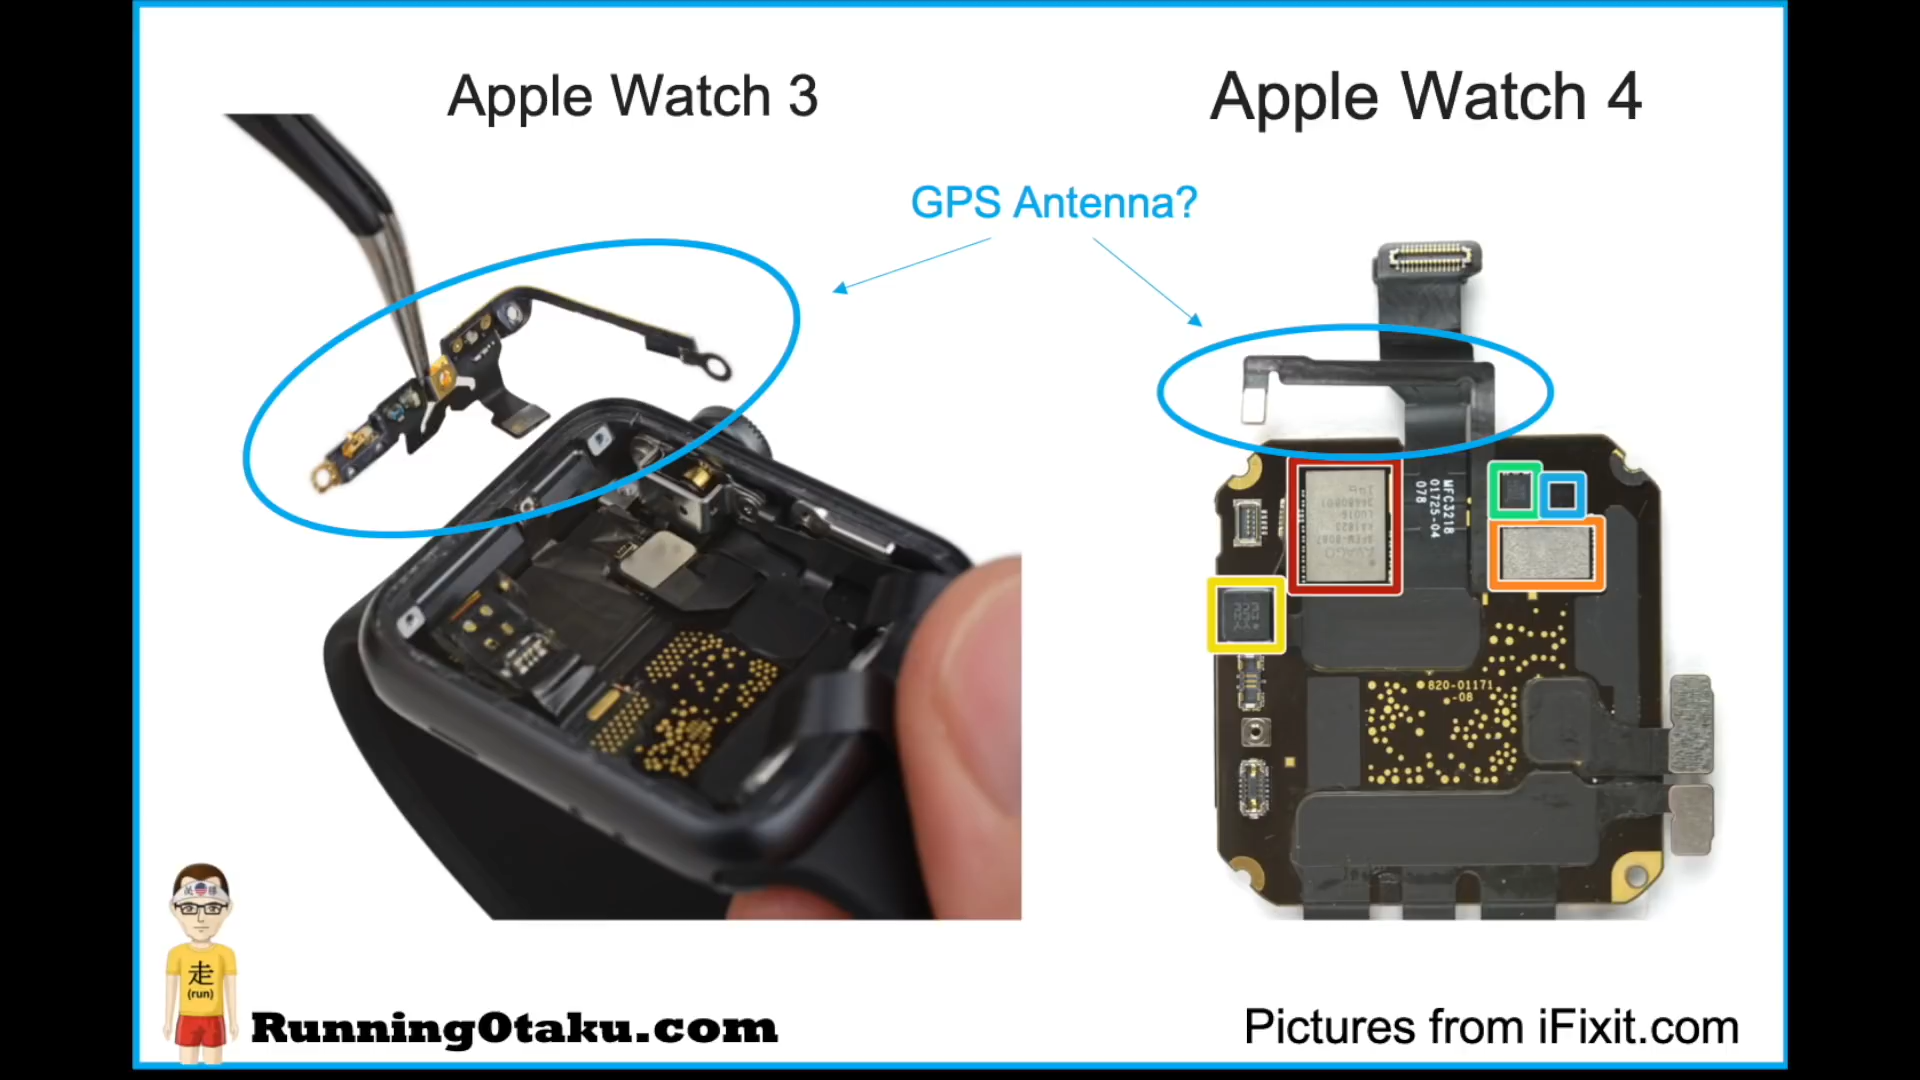 Apple Watch 3
Apple Watch 4
GPS Antenna?
MFC3218
01725-04
078
820-01171
-08
走
(run)
RunningOtaku.com
Pictures from iFixit.com